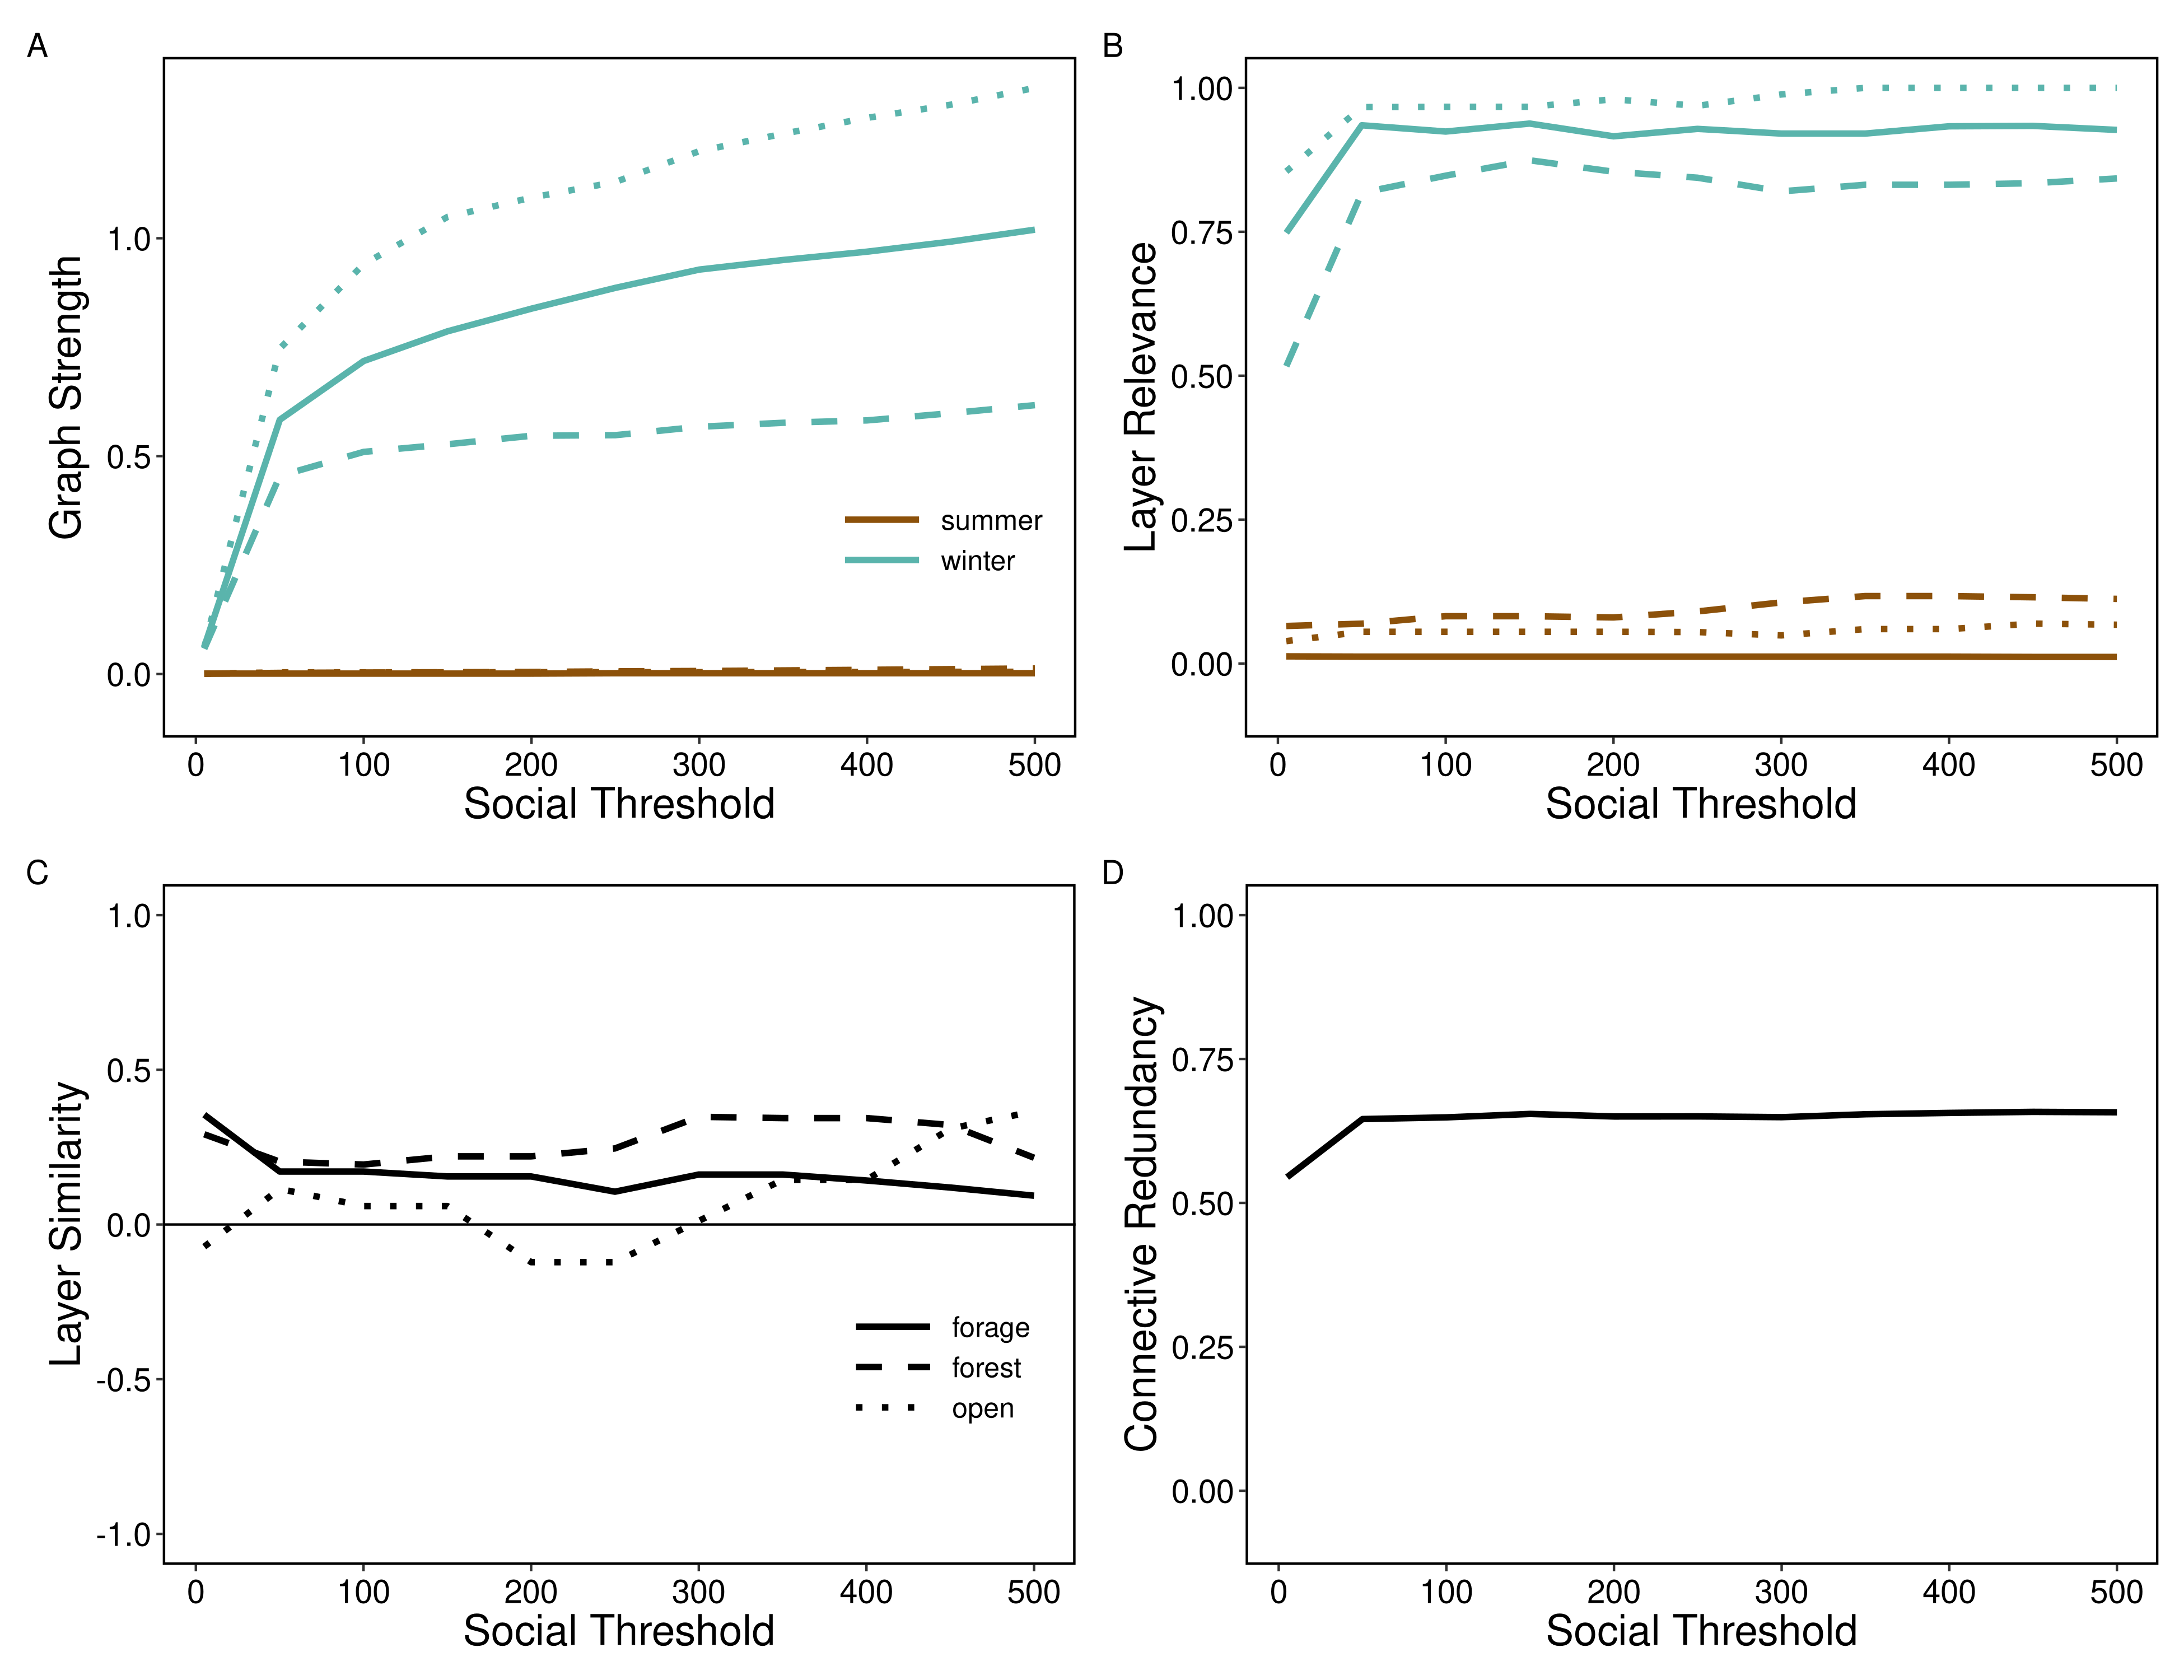 A
Graph Strength
1.0
0.5
0.0
summer
winter
0 100 200 300 400 500
Social Threshold
B
Layer Relevance
1.00
0.75
0.50
0.25
0.00
0 100 200 300 400 500
Social Threshold
C
Layer Similarity
1.0
0.5
0.0
-0.5
-1.0
forage
forest
open
0 100 200 300 400 500
Social Threshold
D
Connective Redundancy
1.00
0.75
0.50
0.25
0.00
0 100 200 300 400 500
Social Threshold